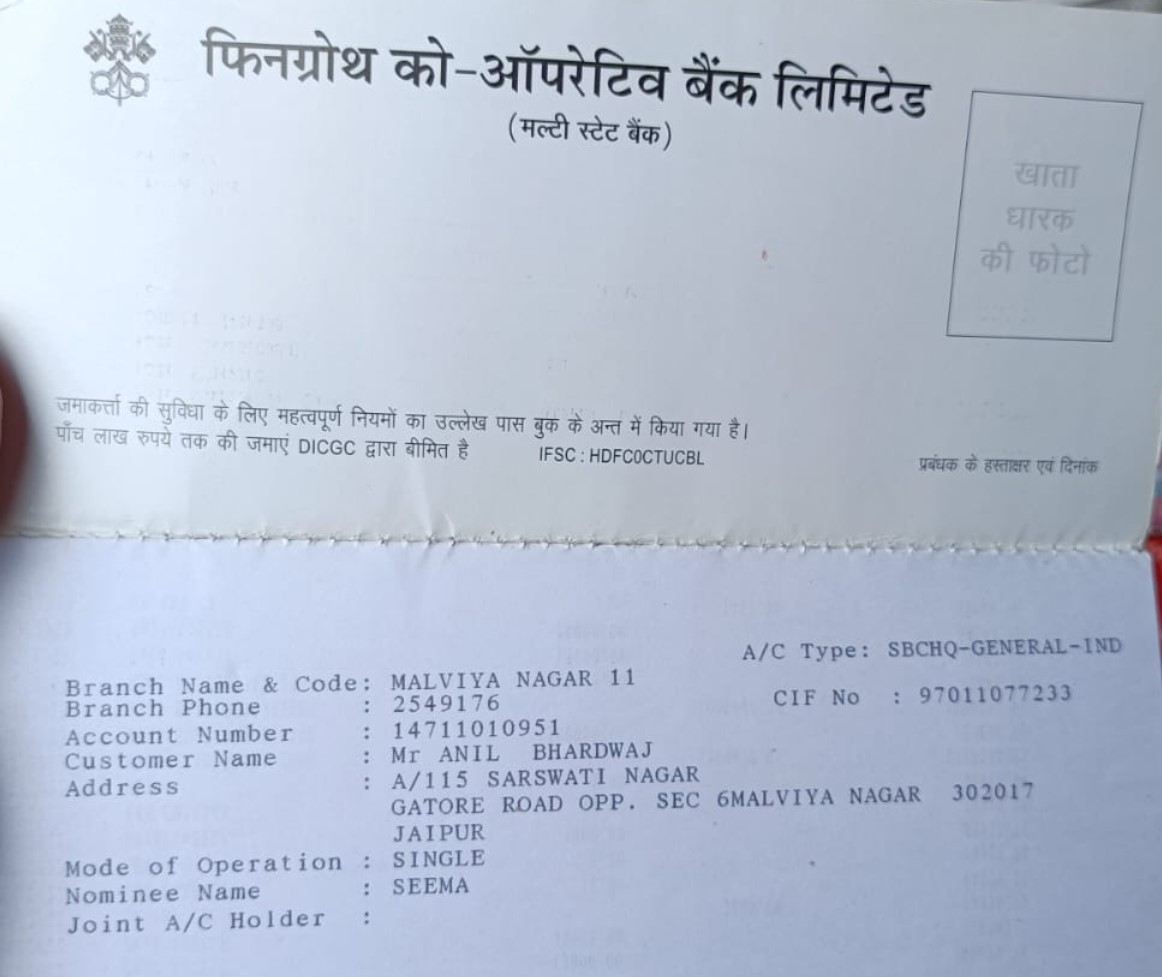 फिनग्रोथ को-ऑपरेटिव बैंक लिमिटेड
(मल्टी स्टेट बैंक)
खाता
धारक
की फोटो
जमाकर्त्ता की सुविधा के लिए महत्वपूर्ण नियमों का उल्लेख पास बुक के अन्त में किया गया है।
पाँच लाख रुपये तक की जमाएं DICGC द्वारा बीमित है IFSC : HDFC0CTUCBL
प्रबंधक के हस्ताक्षर एवं दिनांक
A/C Type: SBCHQ-GENERAL-IND
Branch Name & Code: MALVIYA NAGAR 11
Branch Phone : 2549176 CIF No : 97011077233
Account Number : 14711010951
Customer Name : Mr ANIL BHARDWAJ
Address : A/115 SARSWATI NAGAR
GATORE ROAD OPP. SEC 6MALVIYA NAGAR 302017
JAIPUR
Mode of Operation : SINGLE
Nominee Name : SEEMA
Joint A/C Holder :